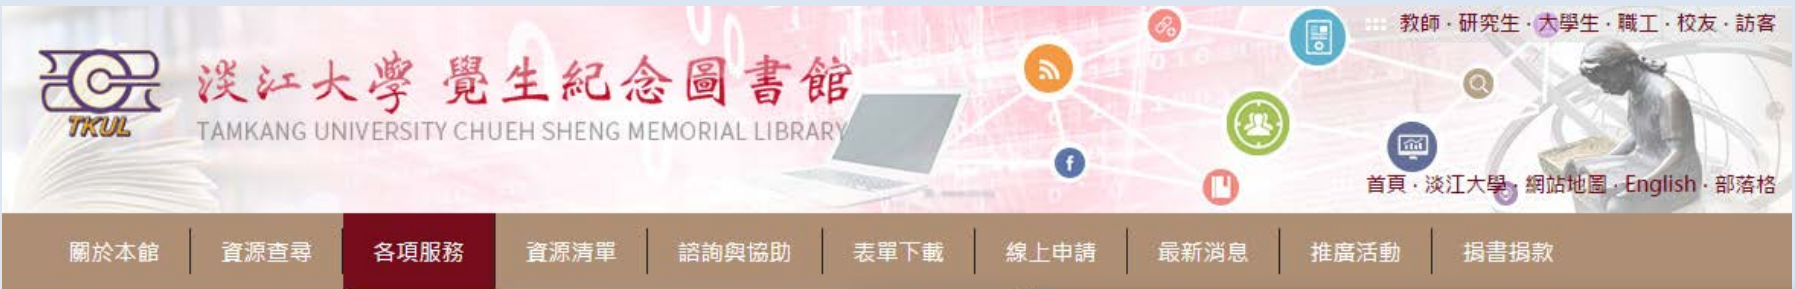 教師 · 研究生 · 大學生 · 職工 · 校友 · 訪客
淡江大學 覺生紀念圖書館
TKUL
TAMKANG UNIVERSITY CHUEH SHENG MEMORIAL LIBRARY
首頁 · 淡江大學 · 網站地圖 · English · 部落格
關於本館 資源查尋 各項服務 資源清單 諮詢與協助 表單下載 線上申請 最新消息 推廣活動 捐書捐款